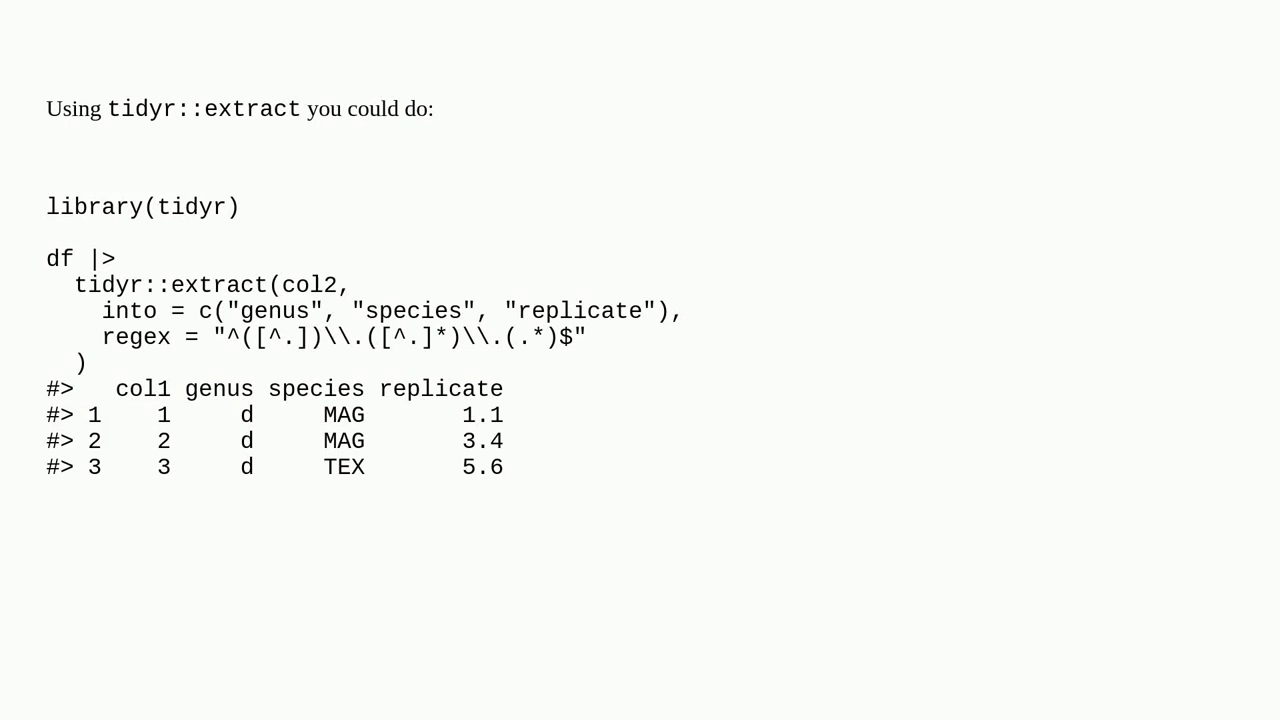 Using tidyr::extract you could do:
library(tidyr)
df |>
  tidyr::extract(col2,
    into = c("genus", "species", "replicate"),
    regex = "^([^.])\\.([^.]*)\\.(.*)$"
  )
#>   col1 genus species replicate
#> 1    1     d     MAG       1.1
#> 2    2     d     MAG       3.4
#> 3    3     d     TEX       5.6